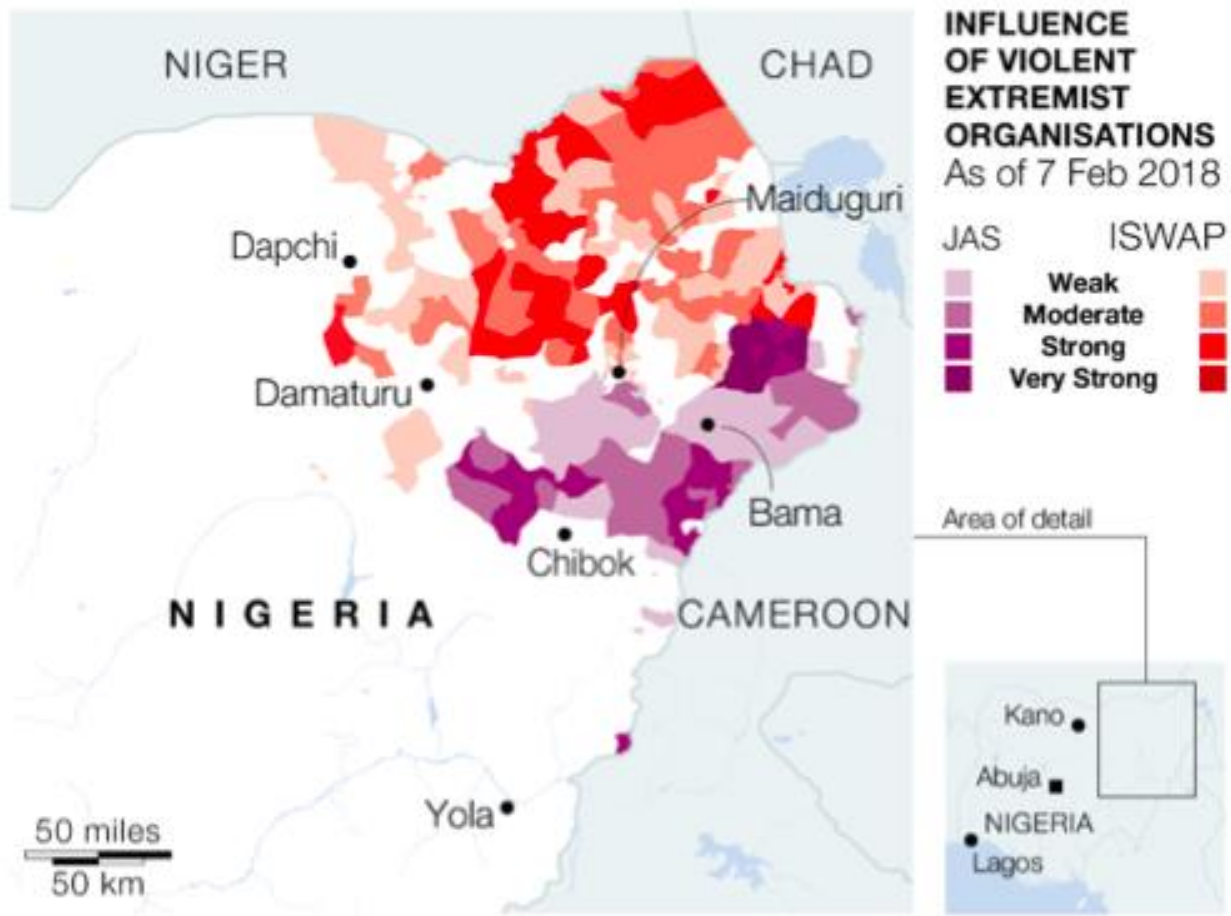 NIGER
CHAD
Maiduguri
Dapchi
Damaturu
Bama
Chibok
NIGERIA
CAMEROON
Yola
50 miles
50 km
INFLUENCE
OF VIOLENT
EXTREMIST
ORGANISATIONS
As of 7 Feb 2018
JAS ISWAP
Weak
Moderate
Strong
Very Strong
Area of detail
Kano
Abuja
NIGERIA
Lagos